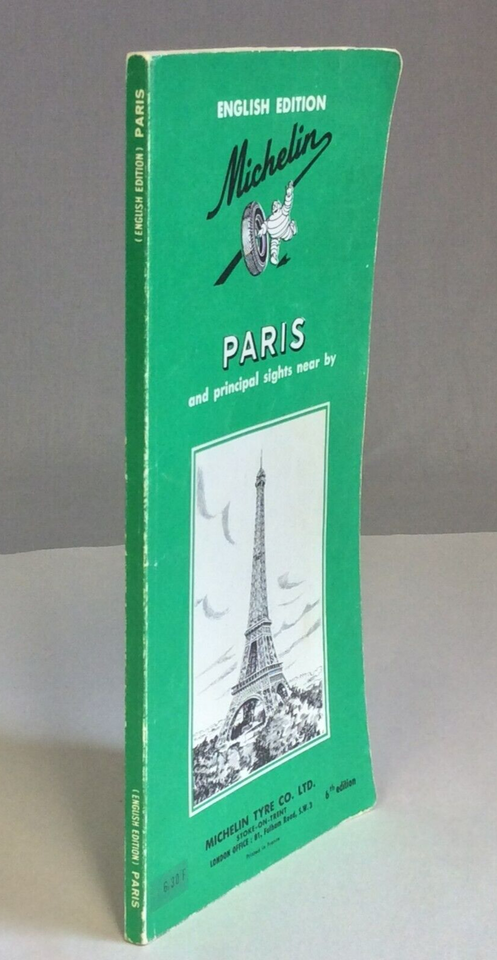 PARIS
(ENGLISH EDITION)
(ENGLISH EDITION)
PARIS
ENGLISH EDITION
Michelin
PARIS
and principal sights near by
MICHELIN TYRE CO. LTD.
STOKE-ON-TRENT
LONDON OFFICE : 81, Fulham Road, S.W.3
6th edition
Printed in France